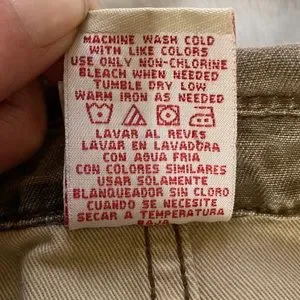 MACHINE WASH COLD
WITH LIKE COLORS
USE ONLY NON-CHLORINE
BLEACH WHEN NEEDED
TUMBLE DRY LOW
WARM IRON AS NEEDED
LAVAR AL REVES
LAVAR EN LAVADORA
CON AGUA FRIA
CON COLORES SIMILARES
USAR SOLAMENTE
BLANQUEADOR SIN CLORO
CUANDO SE NECESITE
SECAR A TEMPERATURA
BAJA